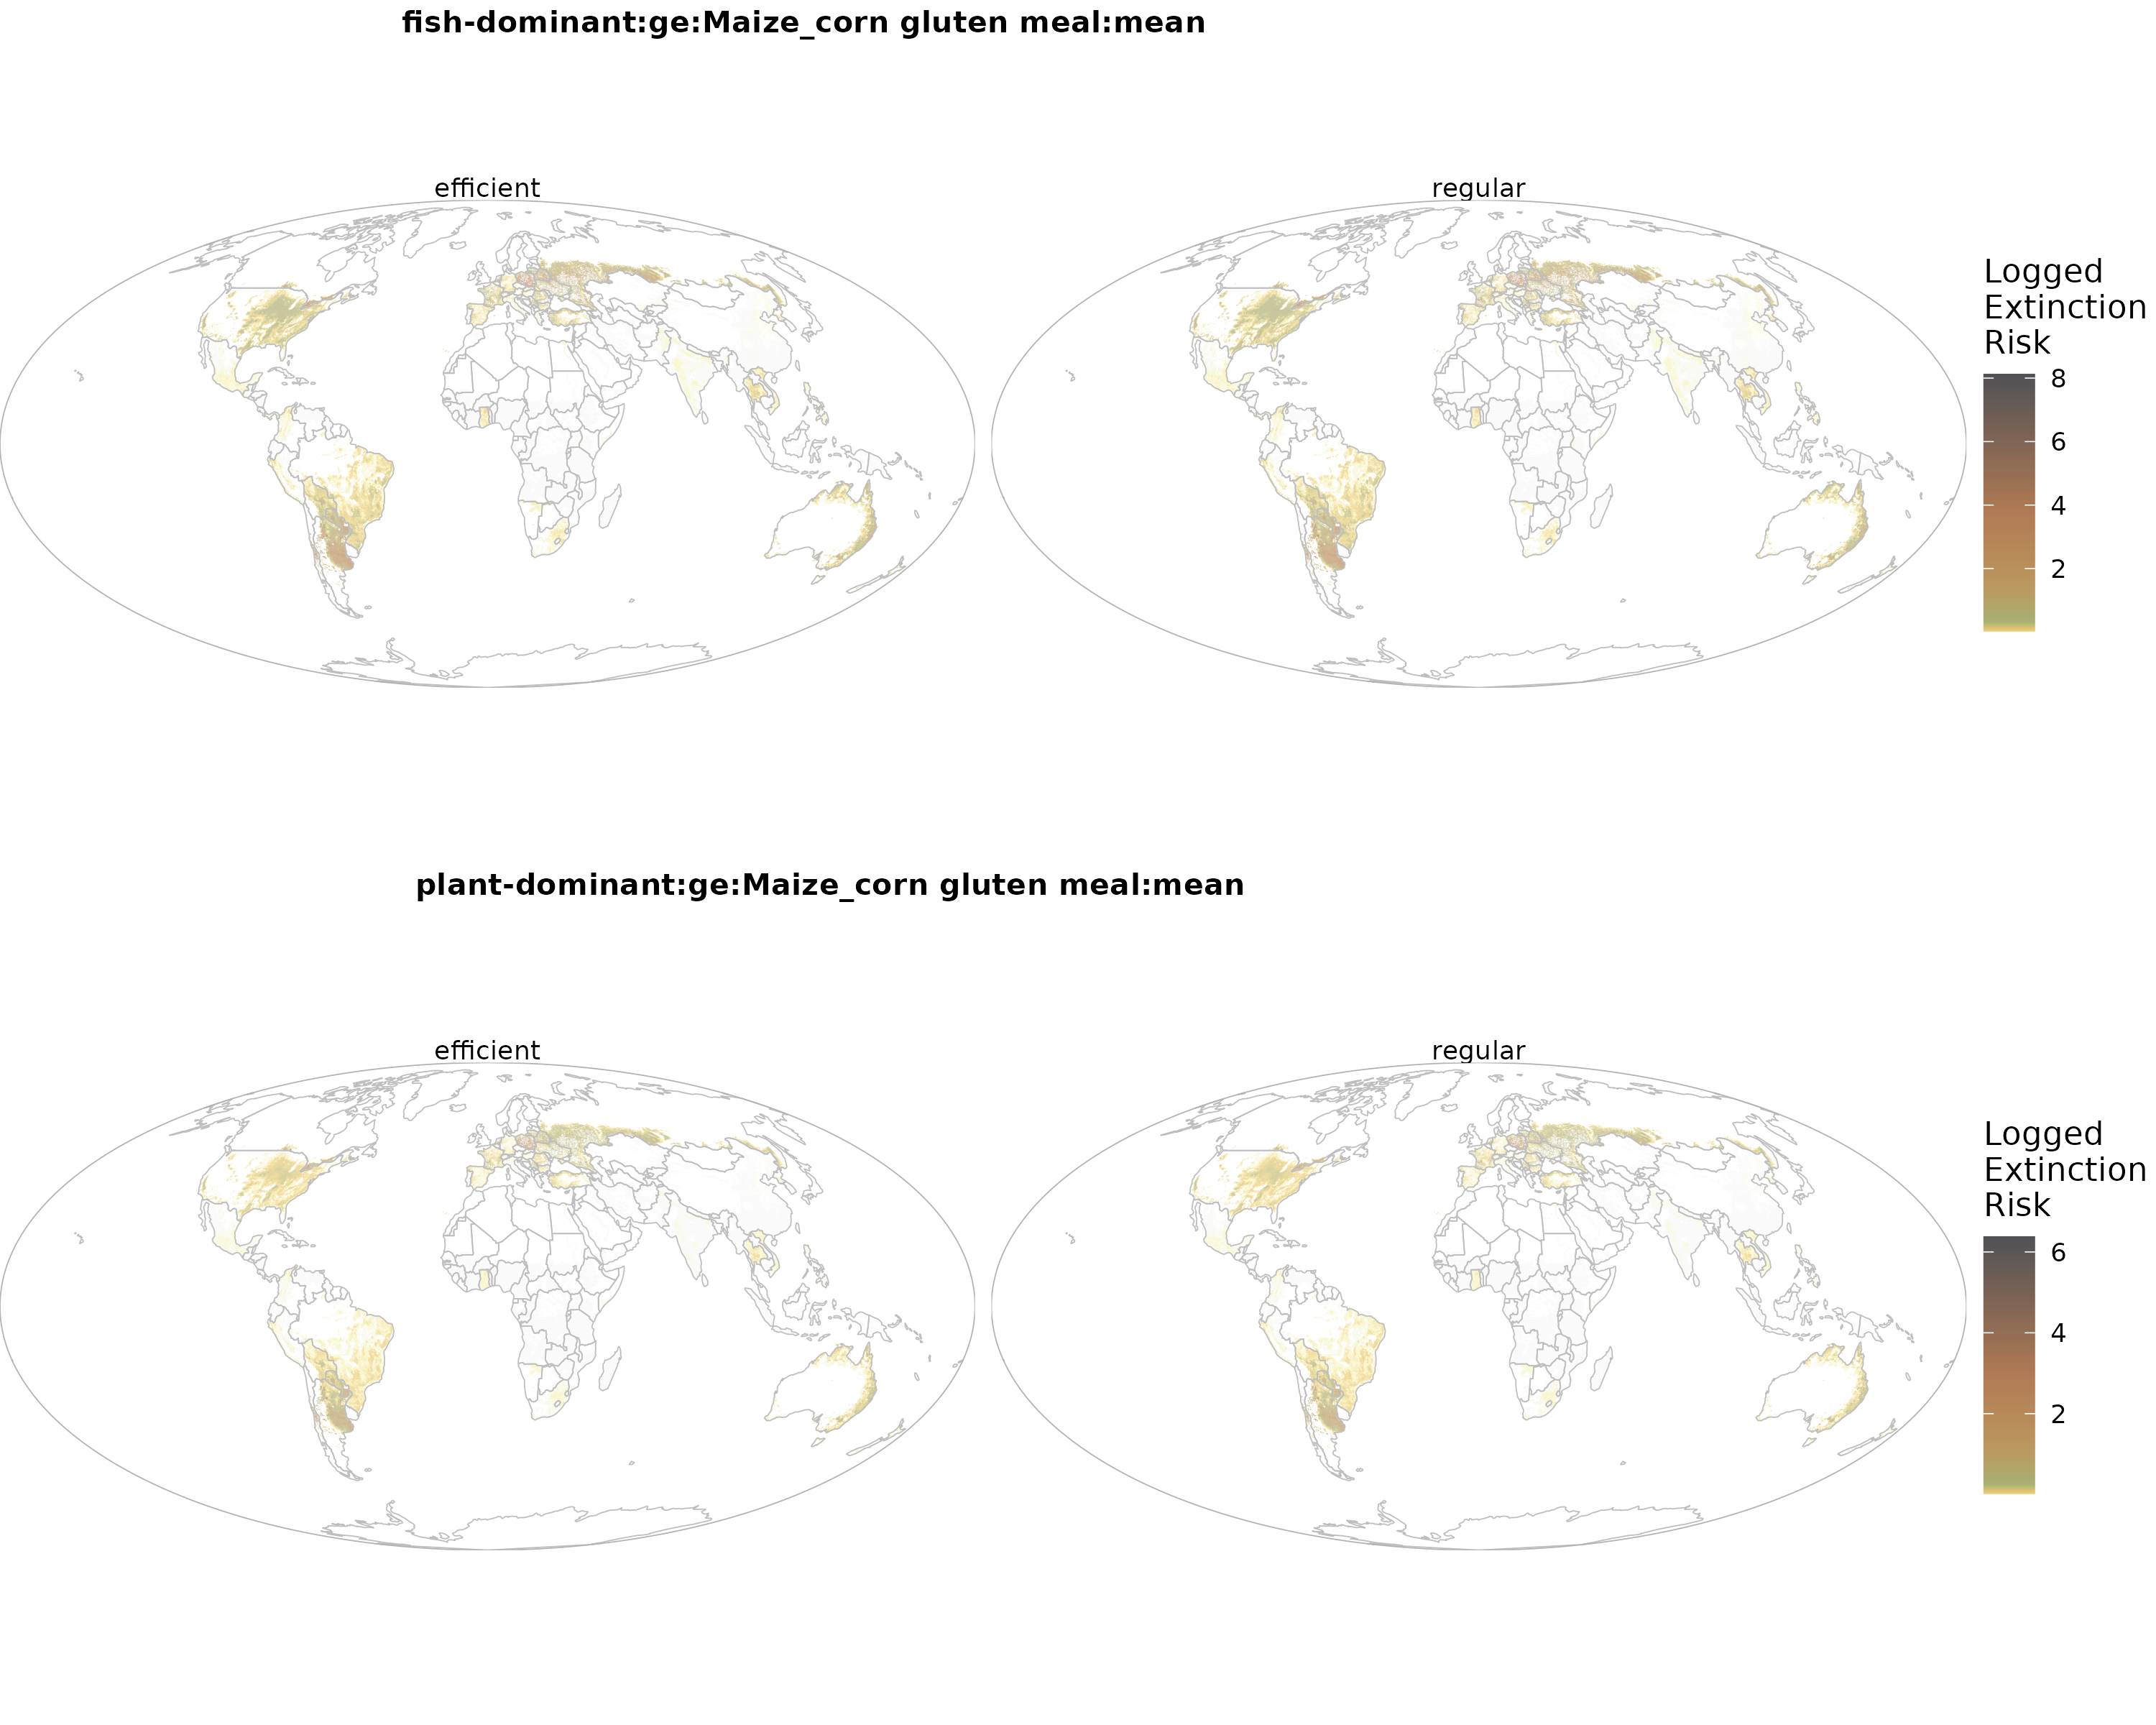 fish-dominant:ge:Maize_corn gluten meal:mean
efficient
regular
Logged
Extinction
Risk
8
6
4
2
plant-dominant:ge:Maize_corn gluten meal:mean
efficient
regular
Logged
Extinction
Risk
6
4
2